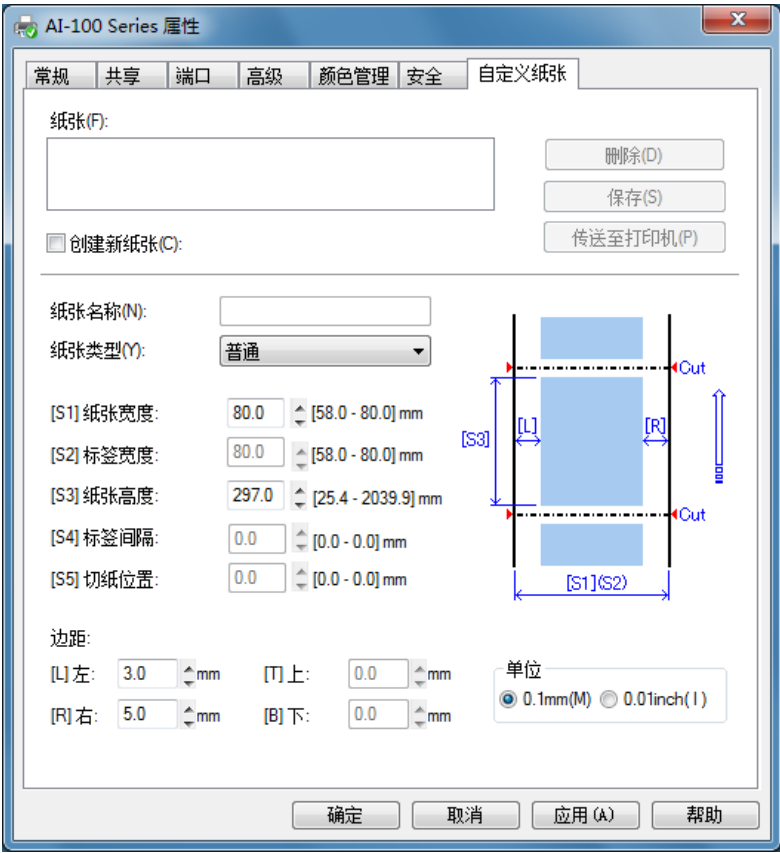 AI-100 Series 属性
常规 共享 端口 高级 颜色管理 安全 自定义纸张
纸张(F):
删除(D)
保存(S)
创建新纸张(C):
传送至打印机(P)
纸张名称(N):
纸张类型(Y): 普通
Cut
[S1] 纸张宽度: 80.0 [58.0 - 80.0] mm
[L] [R]
[S3]
[S2] 标签宽度: 80.0 [58.0 - 80.0] mm
[S3] 纸张高度: 297.0 [25.4 - 2039.9] mm
Cut
[S4] 标签间隔: 0.0 [0.0 - 0.0] mm
[S5] 切纸位置: 0.0 [0.0 - 0.0] mm
[S1](S2)
边距:
[L] 左: 3.0 mm [T] 上: 0.0 mm
单位
0.1mm(M) 0.01inch( I )
[R] 右: 5.0 mm [B] 下: 0.0 mm
确定 取消 应用(A) 帮助